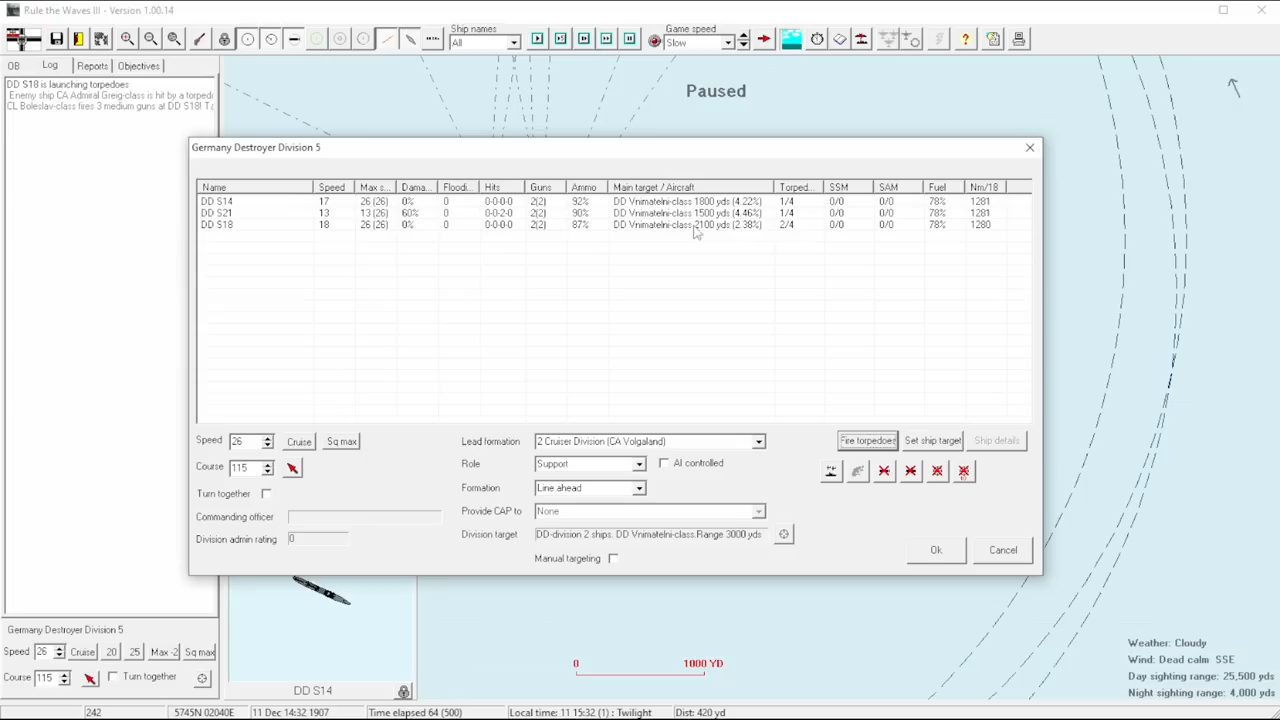 Rule the Waves III - Version 1.00.14
Ship names
All
Game speed
Slow
OB Log Reports Objectives
DD S18 is launching torpedoes
Enemy ship CA Admiral Greig-class is hit by a torped
CL Boleslav-class fires 3 medium guns at DD S18! T
Paused
Germany Destroyer Division 5
Name Speed Max s... Dama... Floodi... Hits Guns Ammo Main target / Aircraft Torped... SSM SAM Fuel Nm/18
DD S14 17 26 (26) 0% 0 0-0-0-0 2(2) 92% DD Vnimatelni-class 1800 yds (4.22%) 1/4 0/0 0/0 78% 1281
DD S21 13 13 (26) 60% 0 0-0-2-0 2(2) 90% DD Vnimatelni-class 1500 yds (4.46%) 1/4 0/0 0/0 78% 1281
DD S18 18 26 (26) 0% 0 0-0-0-0 2(2) 87% DD Vnimatelni-class 2100 yds (2.38%) 2/4 0/0 0/0 78% 1280
Speed 26 Cruise Sq max
Course 115
Turn together
Commanding officer
Division admin rating 0
Lead formation 2 Cruiser Division (CA Volgaland)
Role Support AI controlled
Formation Line ahead
Provide CAP to None
Division target DD-division 2 ships. DD Vnimatelni-class.Range 3000 yds
Manual targeting
Fire torpedoes Set ship target Ship details
Ok Cancel
Germany Destroyer Division 5
Speed 26 Cruise 20 25 Max -2 Sq max
Course 115 Turn together
DD S14
0 1000 YD
Weather: Cloudy
Wind: Dead calm SSE
Day sighting range: 25,500 yds
Night sighting range: 4,000 yds
242 5745N 02040E 11 Dec 14:32 1907 Time elapsed 64 (500) Local time: 11 15:32 (1) : Twilight Dist: 420 yd